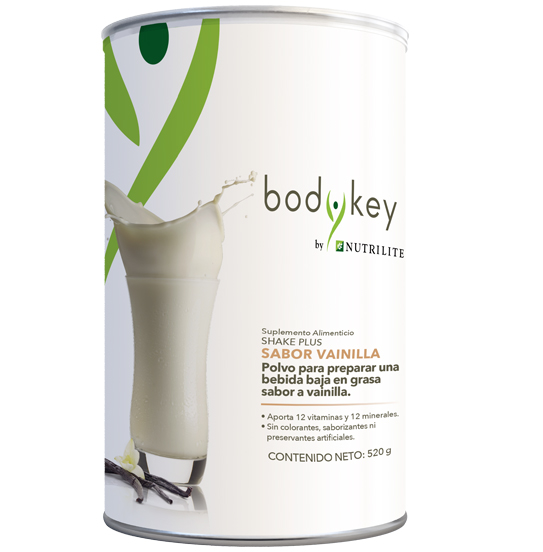 bodykey
by NUTRILITE
Suplemento Alimenticio
SHAKE PLUS
SABOR VAINILLA
Polvo para preparar una
bebida baja en grasa
sabor a vainilla.
• Aporta 12 vitaminas y 12 minerales.
• Sin colorantes, saborizantes ni
preservantes artificiales.
CONTENIDO NETO: 520 g